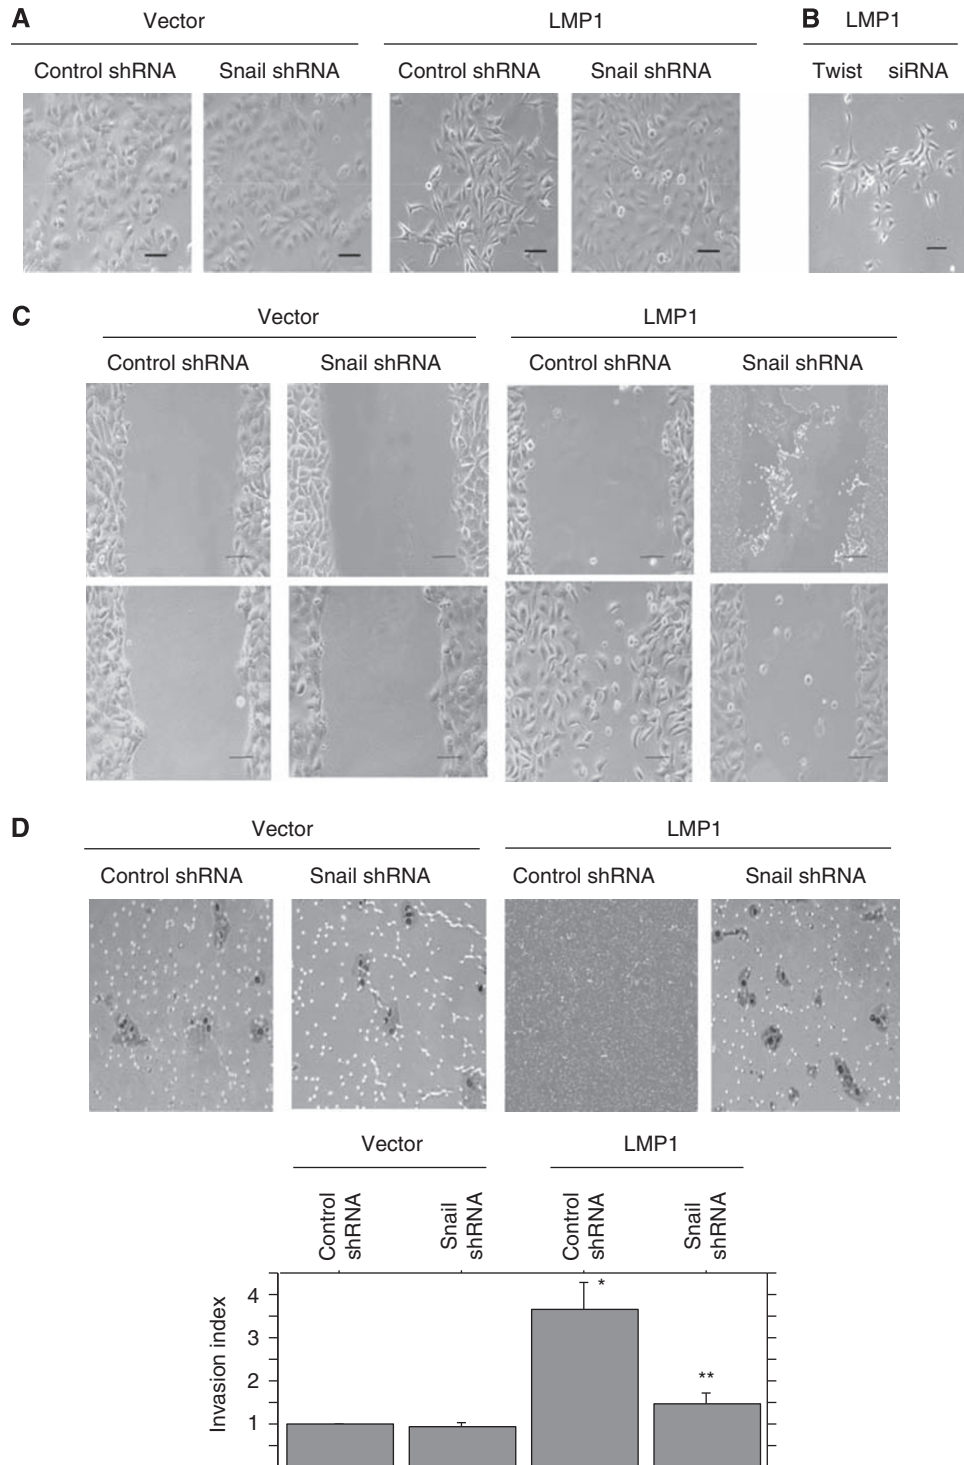 A
Vector
LMP1
B
LMP1
Control shRNA
Snail shRNA
Control shRNA
Snail shRNA
Twist
siRNA
C
Vector
LMP1
Control shRNA
Snail shRNA
Control shRNA
Snail shRNA
D
Vector
LMP1
Control shRNA
Snail shRNA
Control shRNA
Snail shRNA
Vector
LMP1
Control
shRNA
Snail
shRNA
Control
shRNA
Snail
shRNA
Invasion index
4
3
2
1
*
**